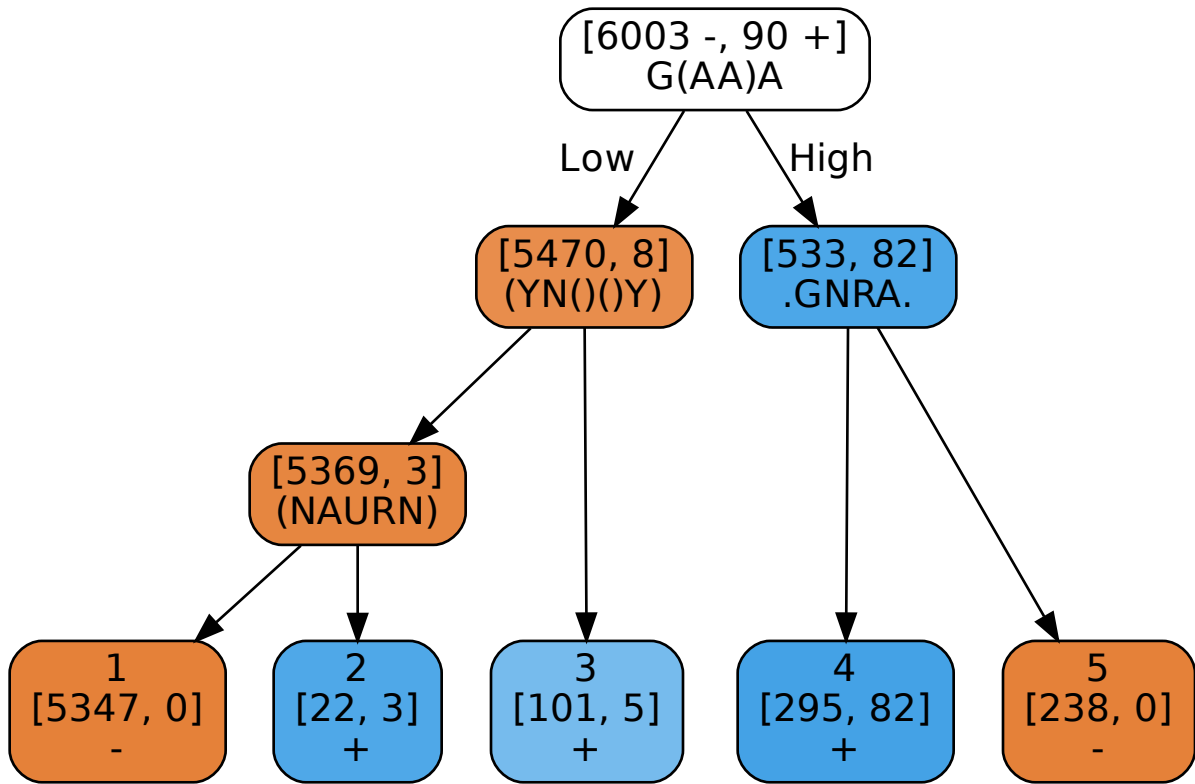 [6003 -, 90 +]
G(AA)A
Low
High
[5470, 8]
(YN()()Y)
[533, 82]
.GNRA.
[5369, 3]
(NAURN)
1
[5347, 0]
-
2
[22, 3]
+
3
[101, 5]
+
4
[295, 82]
+
5
[238, 0]
-